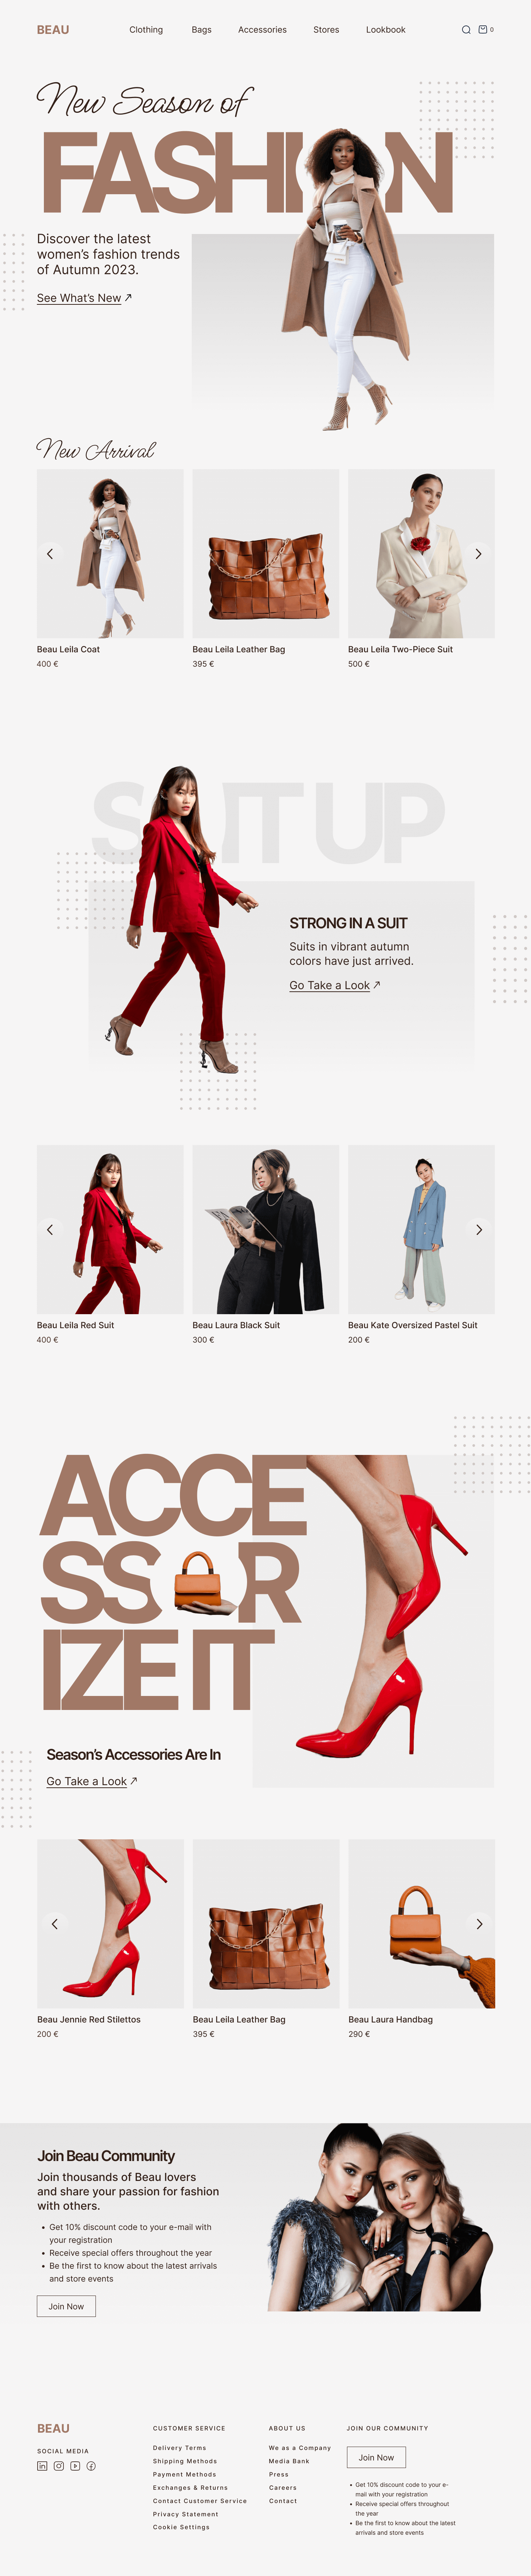 BEAU
Clothing
Bags
Accessories
Stores
Lookbook
0
New Season of
FASHION
Discover the latest
women's fashion trends
of Autumn 2023.
See What's New
New Arrival
Beau Leila Coat
400 €
Beau Leila Leather Bag
395 €
Beau Leila Two-Piece Suit
500 €
SUIT UP
STRONG IN A SUIT
Suits in vibrant autumn
colors have just arrived.
Go Take a Look
Beau Leila Red Suit
400 €
Beau Laura Black Suit
300 €
Beau Kate Oversized Pastel Suit
200 €
ACCE
SSOR
IZE IT
Season's Accessories Are In
Go Take a Look
Beau Jennie Red Stilettos
200 €
Beau Leila Leather Bag
395 €
Beau Laura Handbag
290 €
Join Beau Community
Join thousands of Beau lovers
and share your passion for fashion
with others.
• Get 10% discount code to your e-mail with
your registration
• Receive special offers throughout the year
• Be the first to know about the latest arrivals
and store events
Join Now
BEAU
SOCIAL MEDIA
CUSTOMER SERVICE
Delivery Terms
Shipping Methods
Payment Methods
Exchanges & Returns
Contact Customer Service
Privacy Statement
Cookie Settings
ABOUT US
We as a Company
Media Bank
Press
Careers
Contact
JOIN OUR COMMUNITY
Join Now
• Get 10% discount code to your e-
mail with your registration
• Receive special offers throughout
the year
• Be the first to know about the latest
arrivals and store events